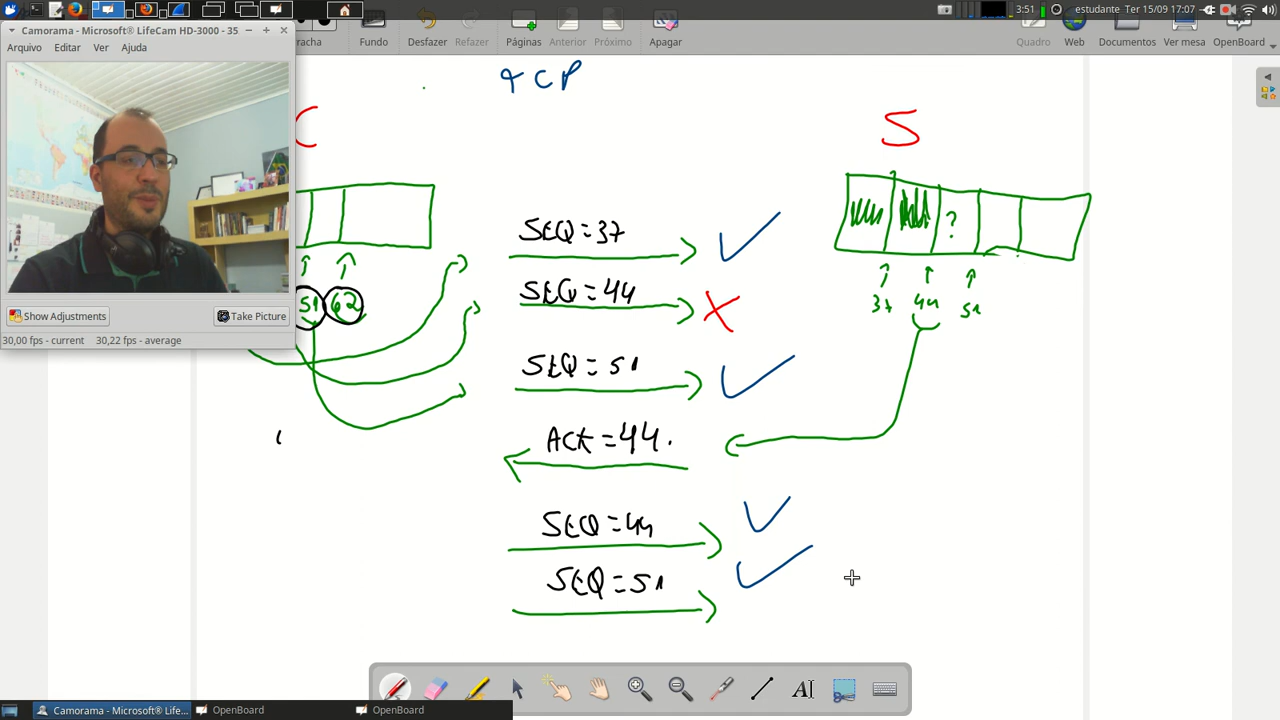 3:51 estudante Ter 15/09 17:07
Camorama - Microsoft® LifeCam HD-3000 - 35
Arquivo Editar Ver Ajuda
racha Fundo Desfazer Refazer Páginas Anterior Próximo Apagar Quadro Web Documentos Ver mesa OpenBoard
TCP
C S
SEQ=37
?
SEQ=44
51 62
37 44 51
Show Adjustments Take Picture
30,00 fps - current 30,22 fps - average
SEQ=51
ACK=44.
SEQ=44
SEQ=51
Camorama - Microsoft® Life... OpenBoard OpenBoard